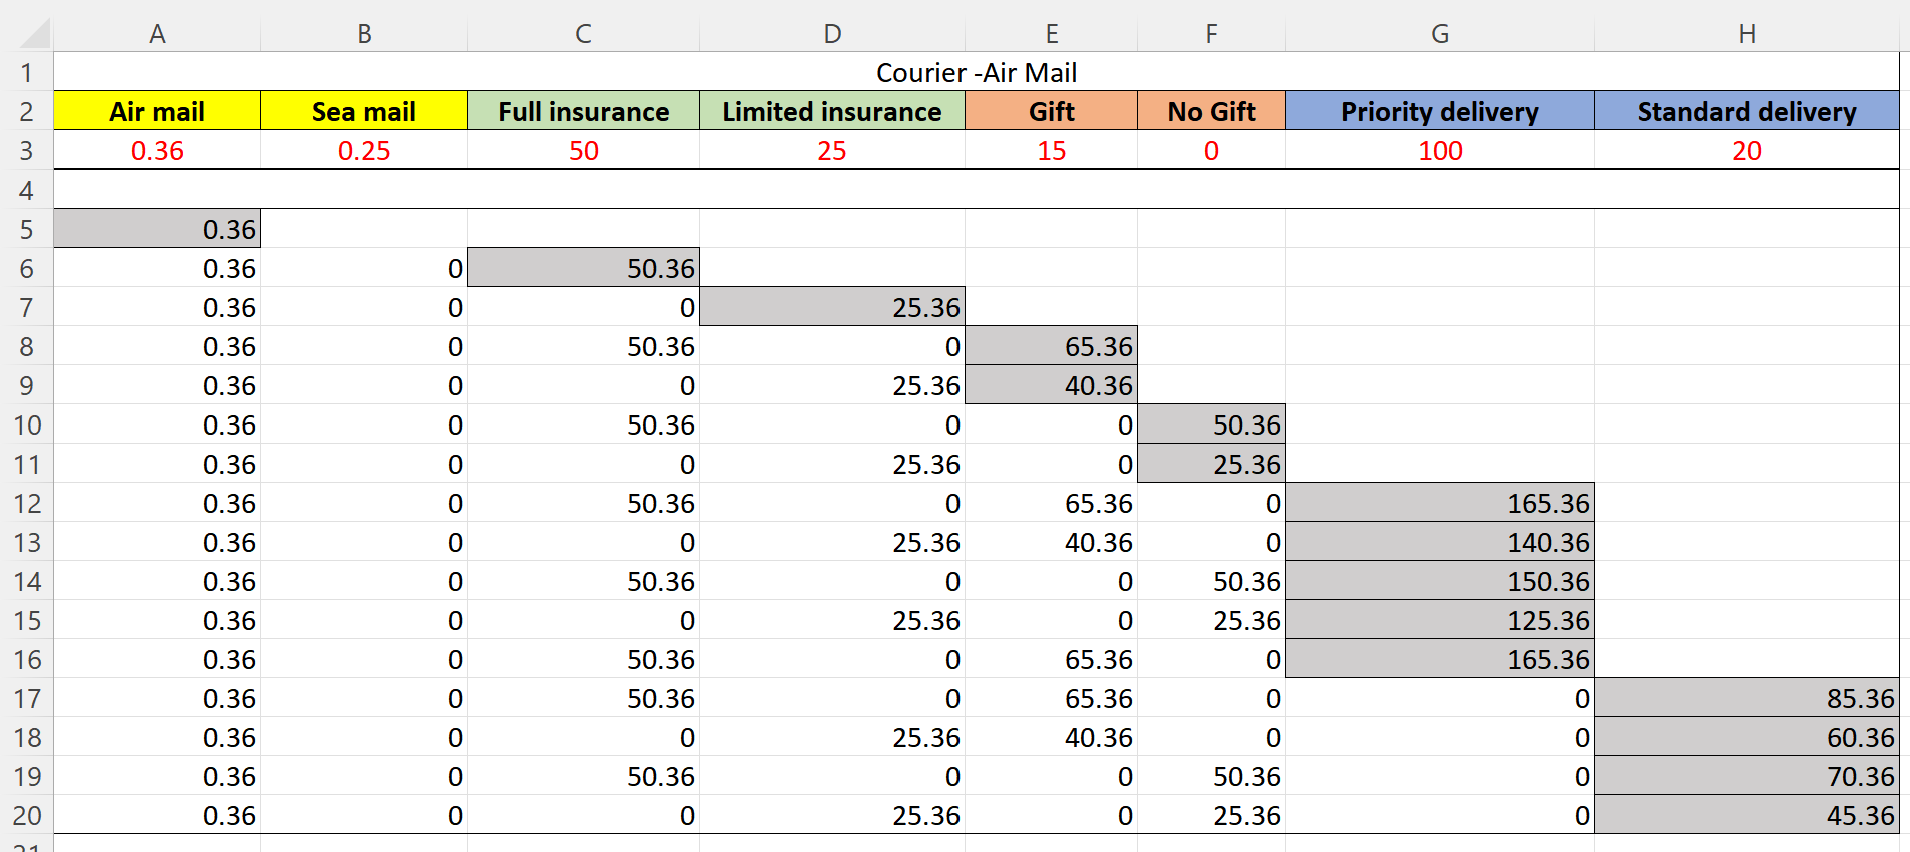 A B C D E F G H
1 Courier -Air Mail
2 Air mail Sea mail Full insurance Limited insurance Gift No Gift Priority delivery Standard delivery
3 0.36 0.25 50 25 15 0 100 20
4
5 0.36
6 0.36 0 50.36
7 0.36 0 0 25.36
8 0.36 0 50.36 0 65.36
9 0.36 0 0 25.36 40.36
10 0.36 0 50.36 0 0 50.36
11 0.36 0 0 25.36 0 25.36
12 0.36 0 50.36 0 65.36 0 165.36
13 0.36 0 0 25.36 40.36 0 140.36
14 0.36 0 50.36 0 0 50.36 150.36
15 0.36 0 0 25.36 0 25.36 125.36
16 0.36 0 50.36 0 65.36 0 165.36
17 0.36 0 50.36 0 65.36 0 0 85.36
18 0.36 0 0 25.36 40.36 0 0 60.36
19 0.36 0 50.36 0 0 50.36 0 70.36
20 0.36 0 0 25.36 0 25.36 0 45.36